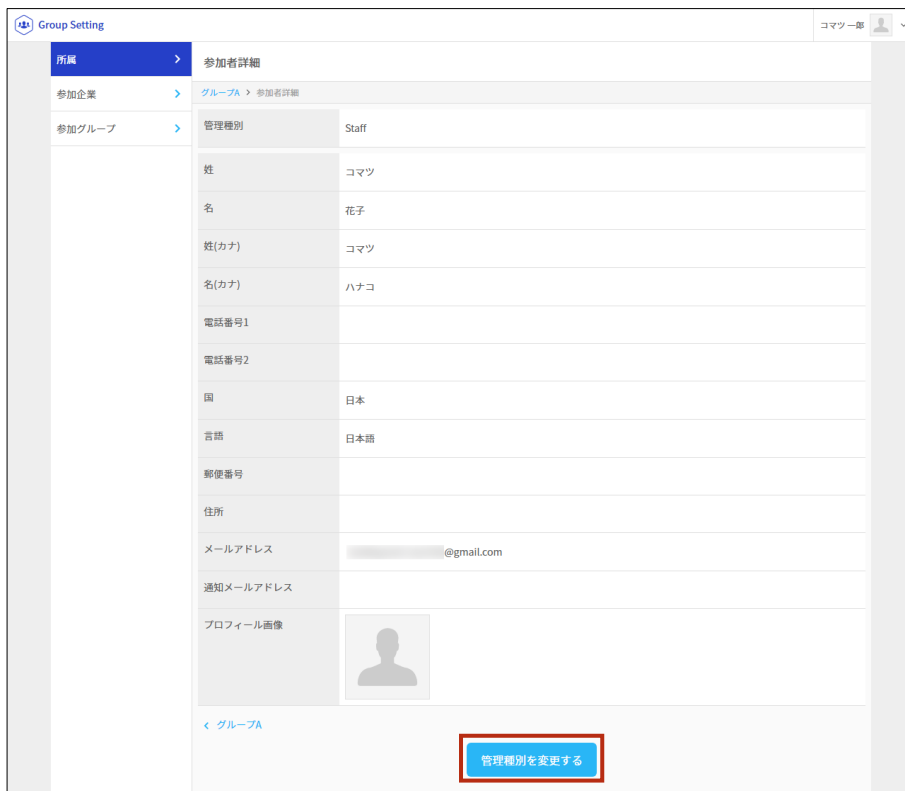 Group Setting
コマツ 一郎
所属
参加企業
参加グループ
参加者詳細
グループA > 参加者詳細
管理種別 Staff
姓 コマツ
名 花子
姓(カナ) コマツ
名(カナ) ハナコ
電話番号1
電話番号2
国 日本
言語 日本語
郵便番号
住所
メールアドレス @gmail.com
通知メールアドレス
プロフィール画像
グループA
管理種別を変更する